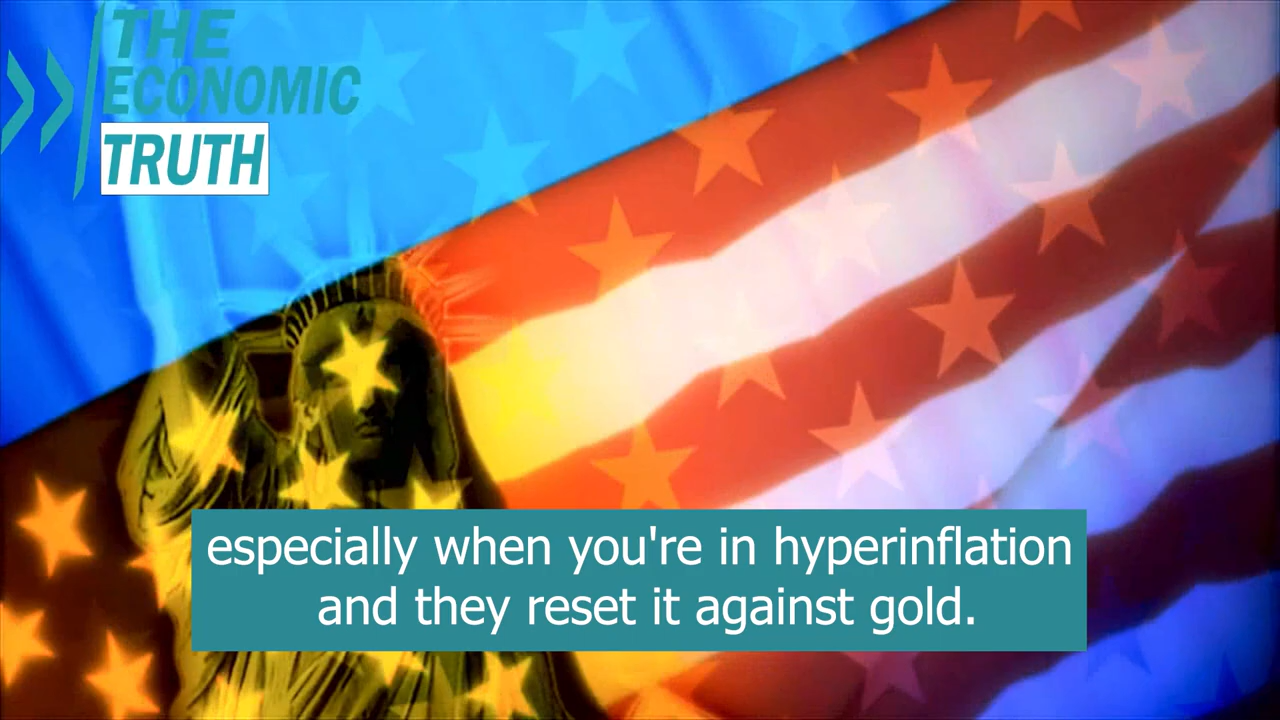 THE
ECONOMIC
TRUTH
especially when you're in hyperinflation
and they reset it against gold.